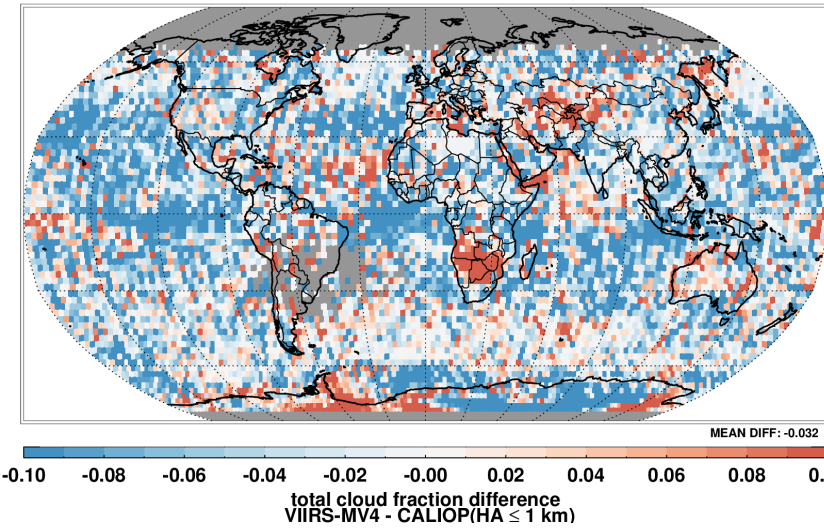 MEAN DIFF: -0.032
-0.10 -0.08 -0.06 -0.04 -0.02 -0.00 0.02 0.04 0.06 0.08 0.
total cloud fraction difference
VIIRS-MV4 - CALIOP(HA ≤ 1 km)